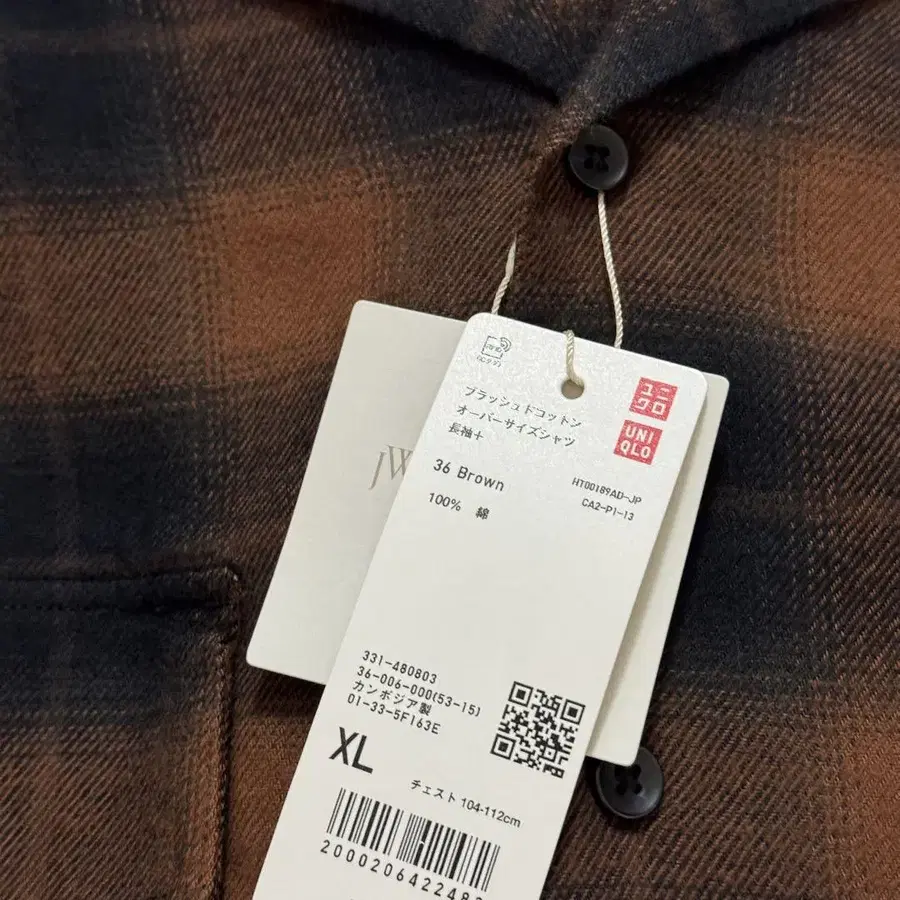 JW
ブラッシュドコットン
オーバーサイズシャツ
長袖+
36 Brown
100% 綿
ユニ
クロ
UNI
QLO
HT00189AD-JP
CA2-P1-13
331-480803
36-006-000(53-15)
カンボジア製
01-33-5F163E
XL
チェスト 104-112cm